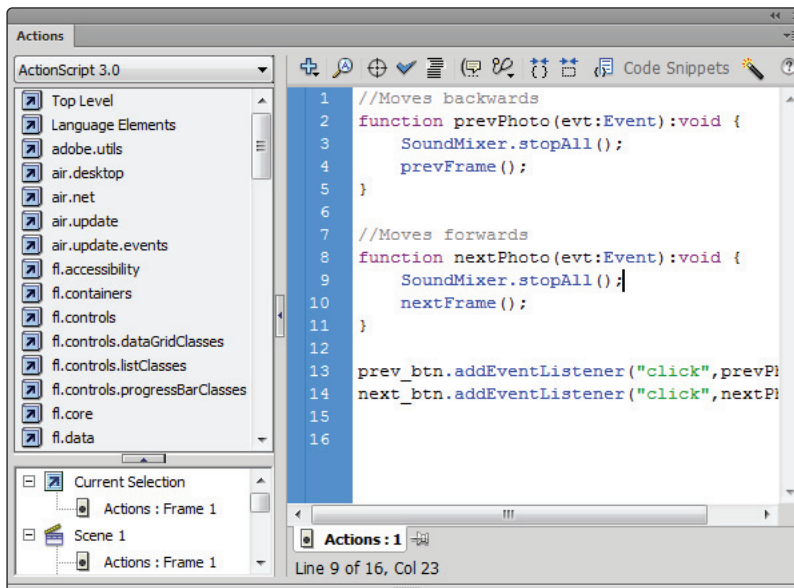 Actions
ActionScript 3.0
Top Level
Language Elements
adobe.utils
air.desktop
air.net
air.update
air.update.events
fl.accessibility
fl.containers
fl.controls
fl.controls.dataGridClasses
fl.controls.listClasses
fl.controls.progressBarClasses
fl.core
fl.data
Current Selection
Actions : Frame 1
Scene 1
Actions : Frame 1
Code Snippets
1 //Moves backwards
2 function prevPhoto(evt:Event):void {
3 SoundMixer.stopAll();
4 prevFrame();
5 }
6
7 //Moves forwards
8 function nextPhoto(evt:Event):void {
9 SoundMixer.stopAll();
10 nextFrame();
11 }
12
13 prev_btn.addEventListener("click",prevPh
14 next_btn.addEventListener("click",nextPh
15
16
Actions : 1
Line 9 of 16, Col 23